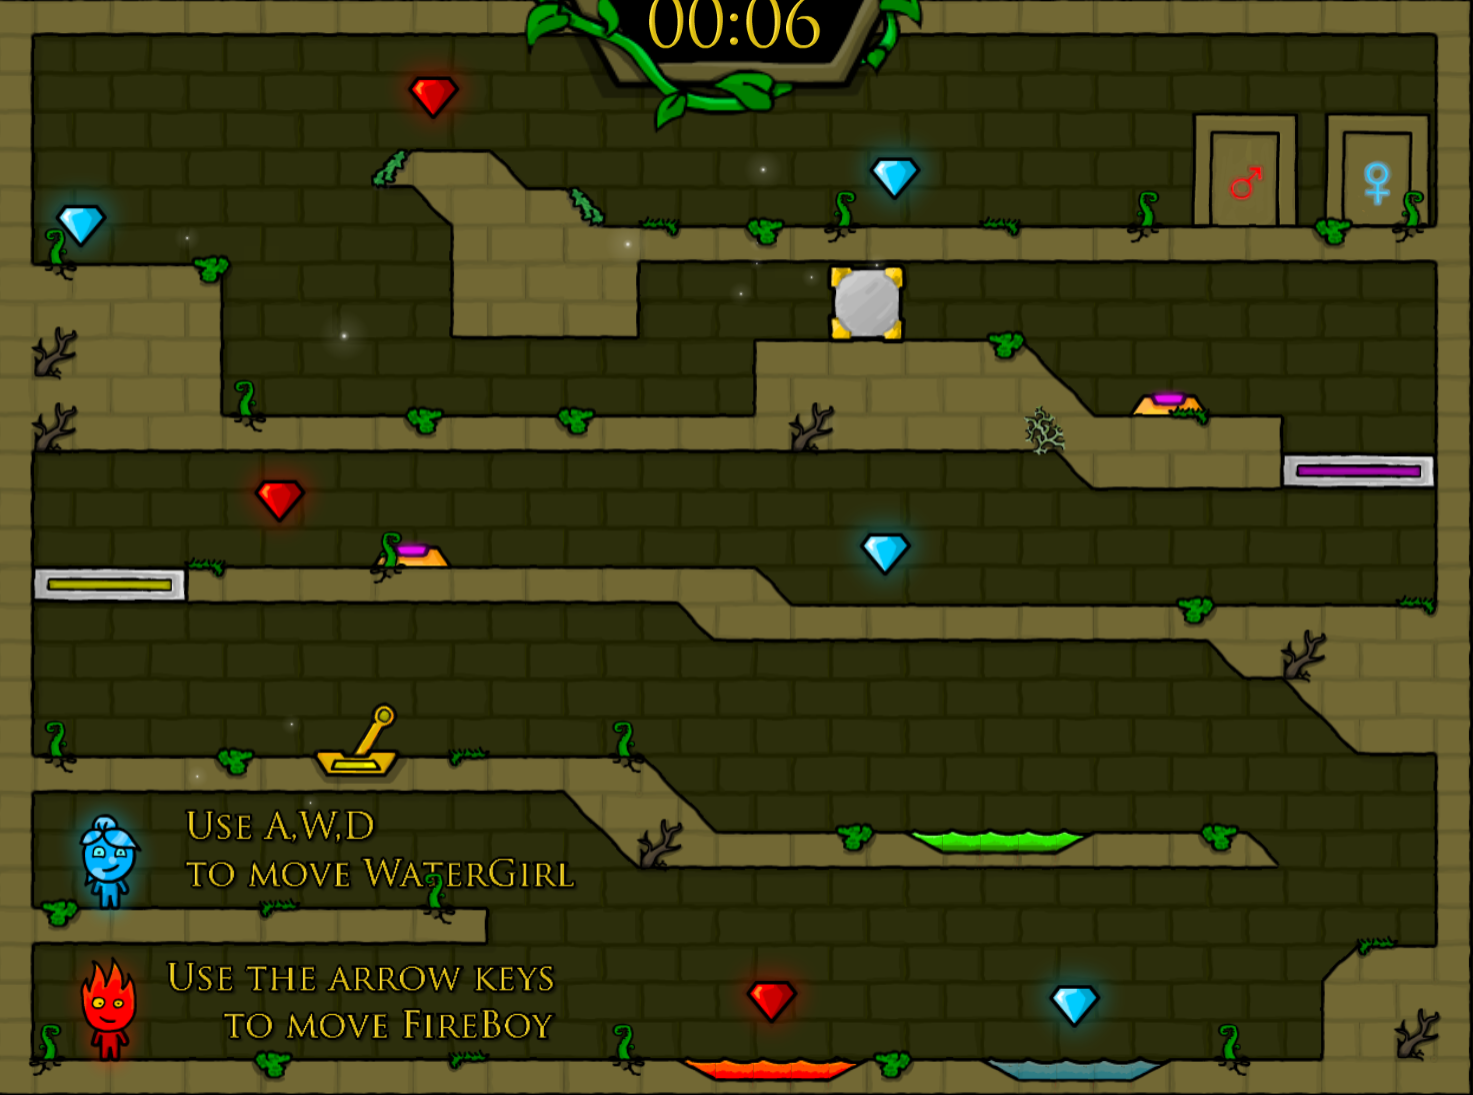 00:06
USE A,W,D
TO MOVE WATERGIRL
USE THE ARROW KEYS
TO MOVE FIREBOY